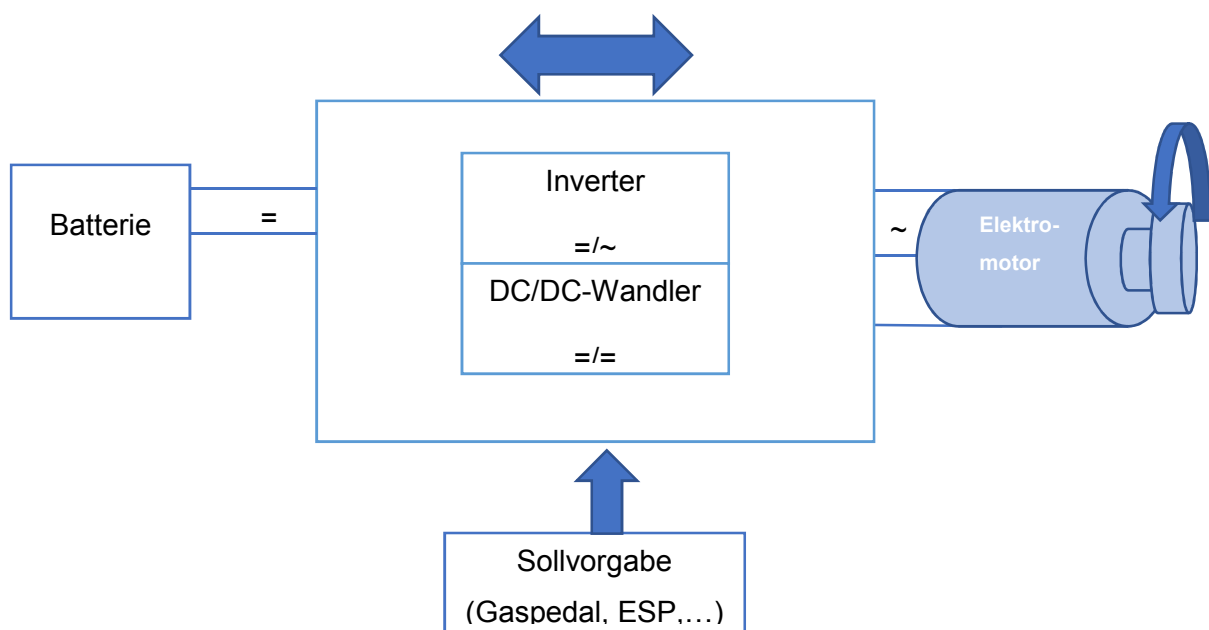 Batterie
=
Inverter
=/~
DC/DC-Wandler
=/=
~
Elektro-
motor
Sollvorgabe
(Gaspedal, ESP,…)